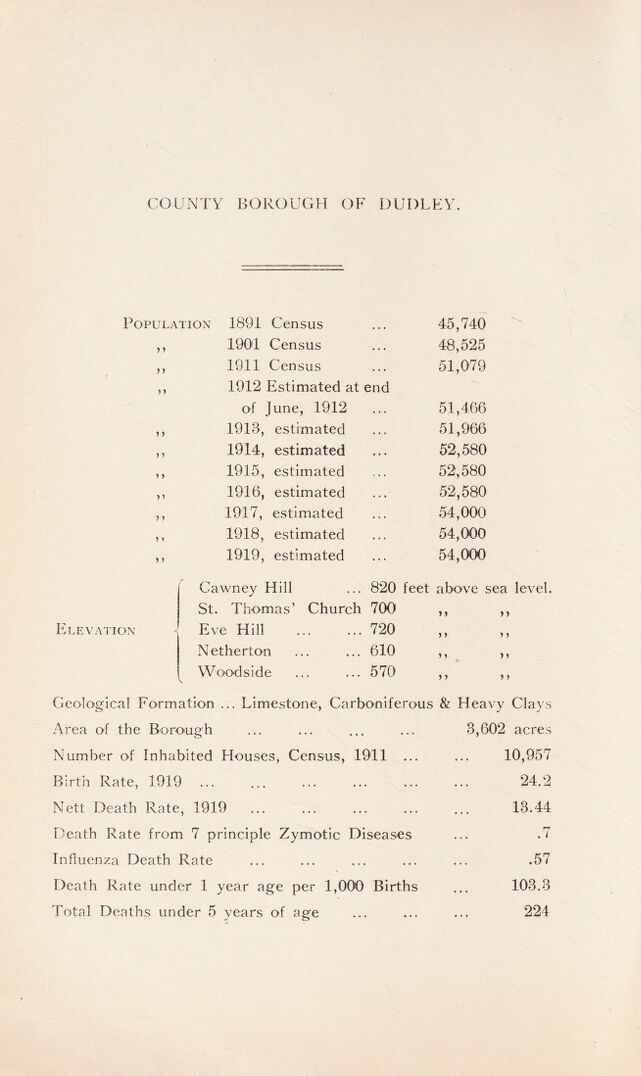 COUNTY BOROUGH OF DUDLEY.
POPULATION 1891 Census ... 45,740
,, 1901 Census ... 48,525
,, 1911 Census ... 51,079
,, 1912 Estimated at end
of June, 1912 ... 51,466
,, 1913, estimated ... 51,966
,, 1914, estimated ... 52,580
,, 1915, estimated ... 52,580
,, 1916, estimated ... 52,580
,, 1917, estimated ... 54,000
,, 1918, estimated ... 54,000
,, 1919, estimated ... 54,000
Cawney Hill ... 820 feet above sea level.
St. Thomas' Church 700 ,, ,,
ELEVATION Eve Hill ... ... 720 ,, ,,
Netherton ... ... 610 ,, ,,
Woodside ... ... 570 ,, ,,
Geological Formation ... Limestone, Carboniferous & Heavy Clays
Area of the Borough ... ... ... ... 3,602 acres
Number of Inhabited Houses, Census, 1911 ... ... 10,957
Birth Rate, 1919 ... ... ... ... ... ... 24.2
Nett Death Rate, 1919 ... ... ... ... ... 13.44
Death Rate from 7 principle Zymotic Diseases ... .7
Influenza Death Rate ... ... ... ... ... .57
Death Rate under 1 year age per 1,000 Births ... 103.3
Total Deaths under 5 years of age ... ... ... 224